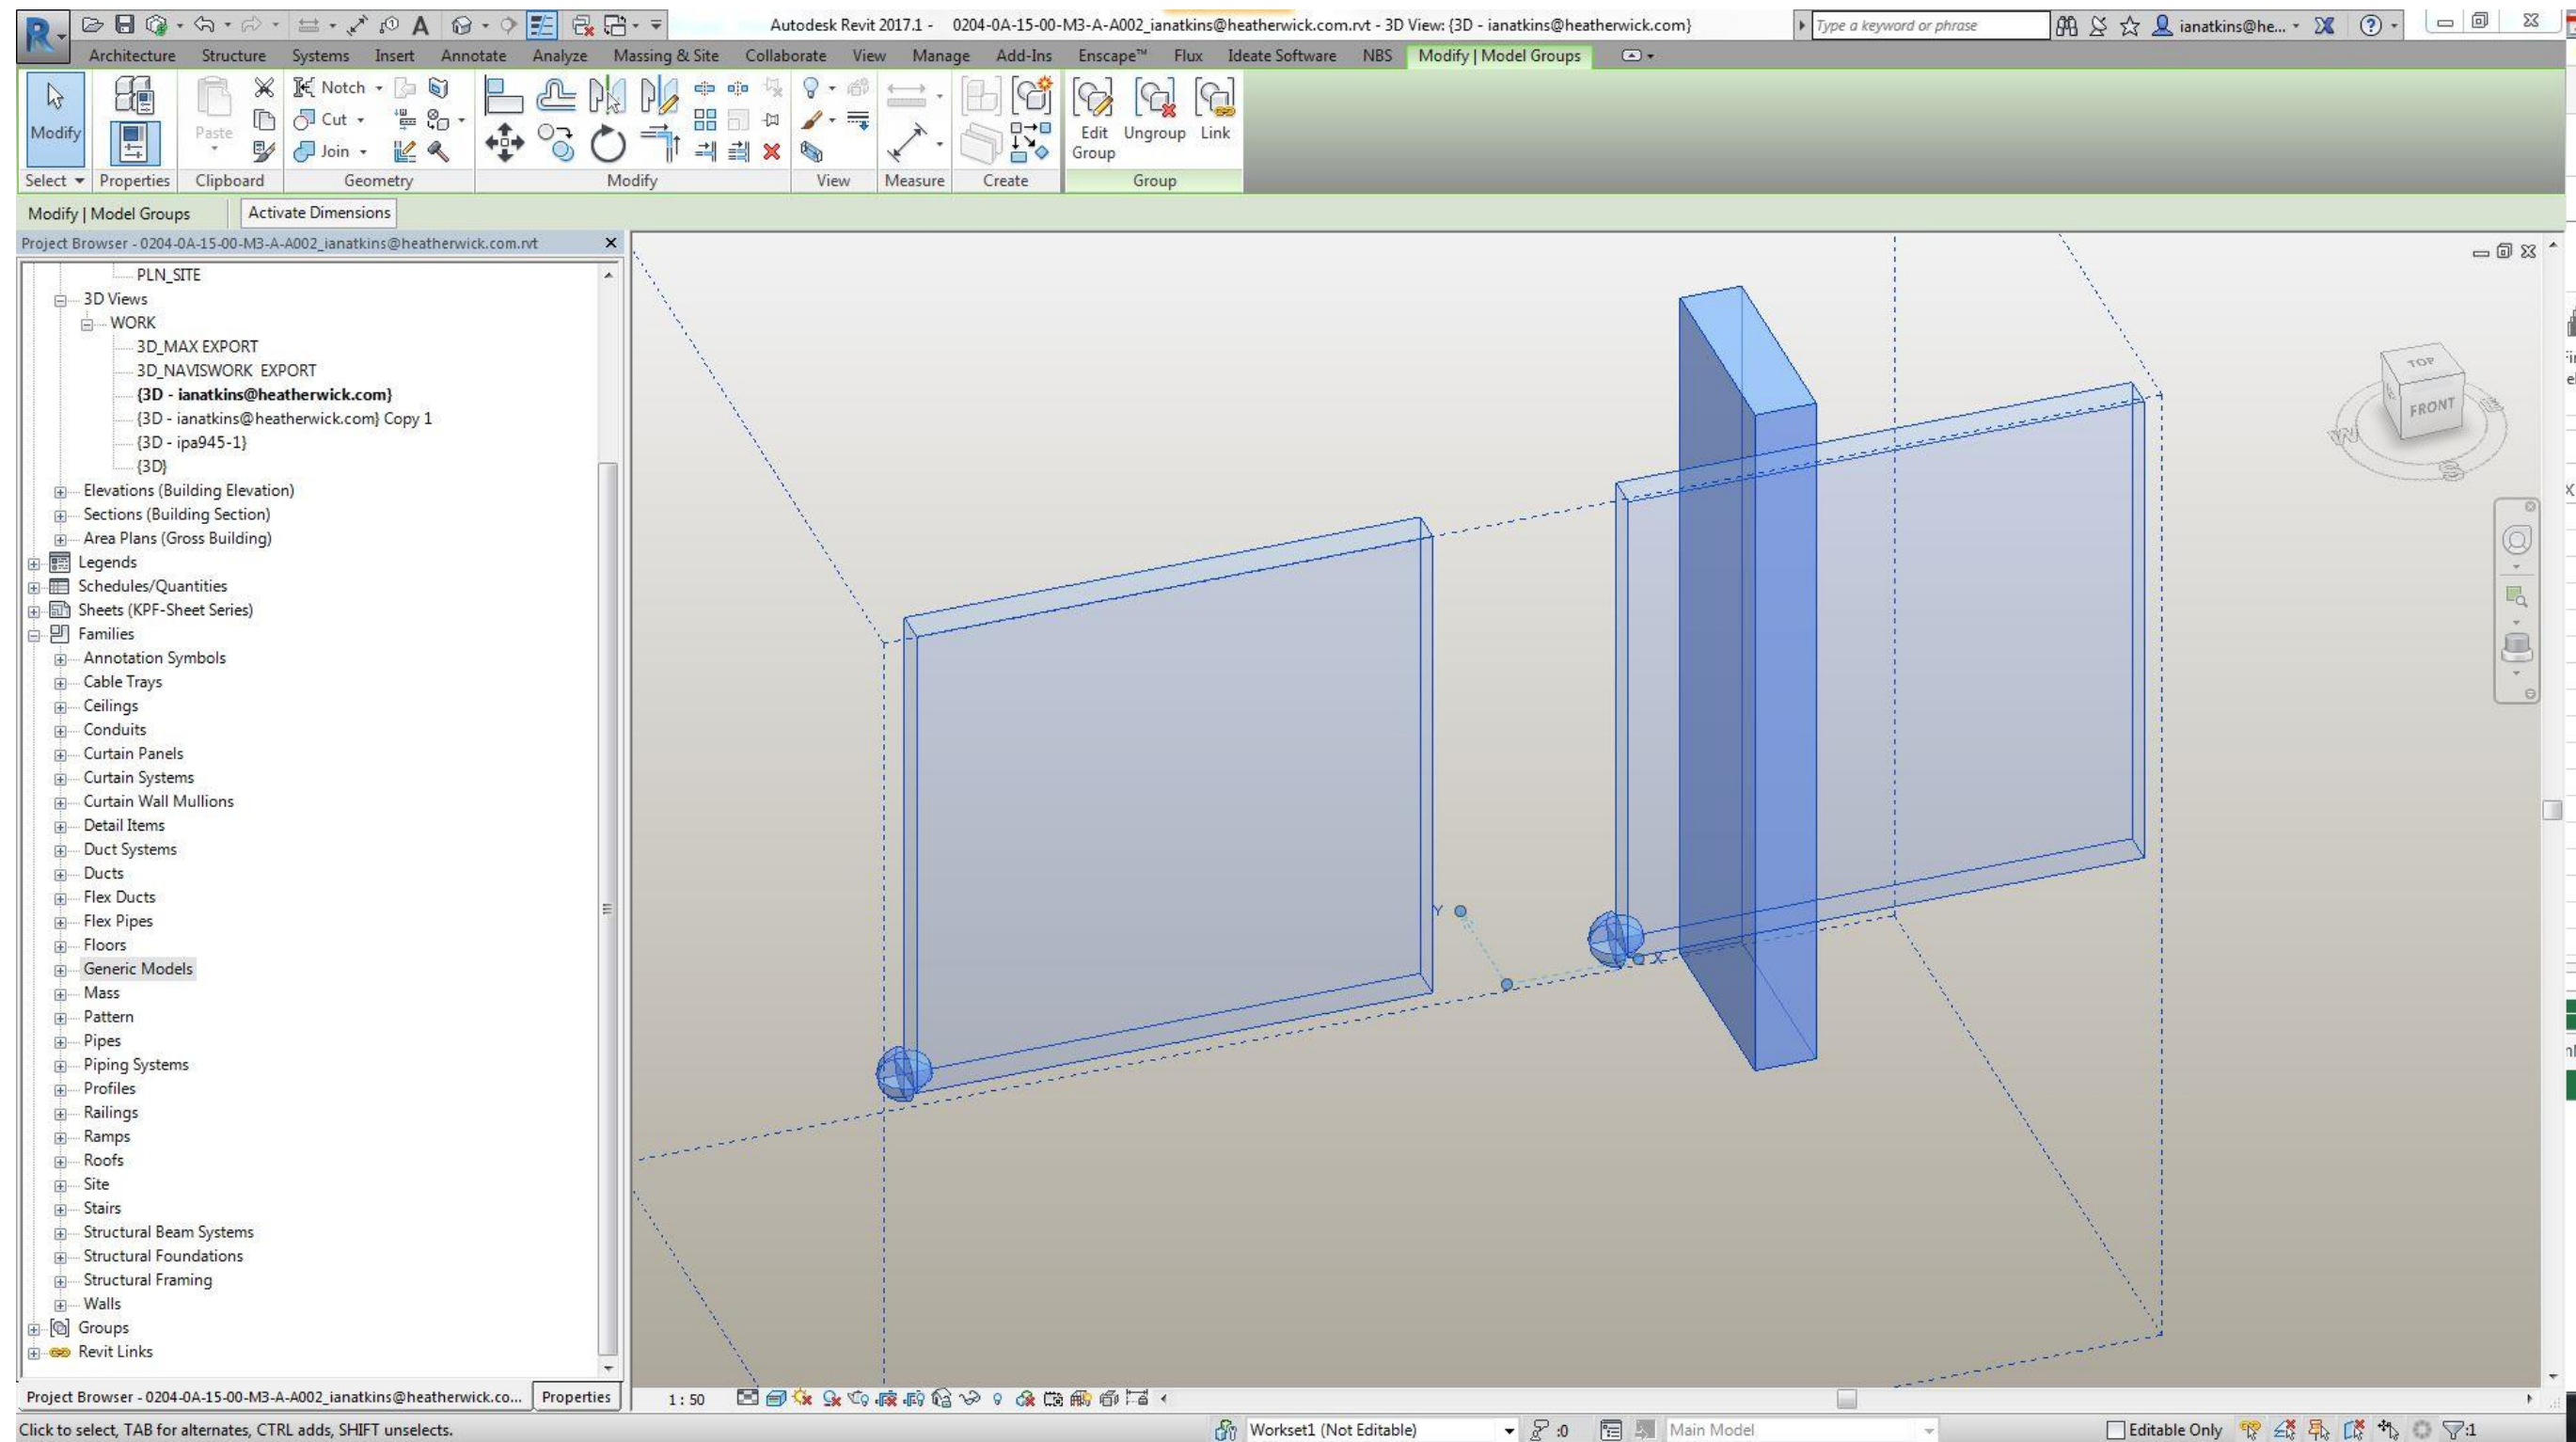 Autodesk Revit 2017.1 - 0204-0A-15-00-M3-A-A002_ianatkins@heatherwick.com.rvt - 3D View: {3D - ianatkins@heatherwick.com}
Type a keyword or phrase
ianatkins@he...
Architecture Structure Systems Insert Annotate Analyze Massing & Site Collaborate View Manage Add-Ins Enscape™ Flux Ideate Software NBS Modify | Model Groups
Modify
Paste
Notch
Cut
Join
Edit Group
Ungroup
Link
Select Properties Clipboard Geometry Modify View Measure Create Group
Modify | Model Groups Activate Dimensions
Project Browser - 0204-0A-15-00-M3-A-A002_ianatkins@heatherwick.com.rvt
PLN_SITE
3D Views
WORK
3D_MAX EXPORT
3D_NAVISWORK EXPORT
{3D - ianatkins@heatherwick.com}
{3D - ianatkins@heatherwick.com} Copy 1
{3D - ipa945-1}
{3D}
Elevations (Building Elevation)
Sections (Building Section)
Area Plans (Gross Building)
Legends
Schedules/Quantities
Sheets (KPF-Sheet Series)
Families
Annotation Symbols
Cable Trays
Ceilings
Conduits
Curtain Panels
Curtain Systems
Curtain Wall Mullions
Detail Items
Duct Systems
Ducts
Flex Ducts
Flex Pipes
Floors
Generic Models
Mass
Pattern
Pipes
Piping Systems
Profiles
Railings
Ramps
Roofs
Site
Stairs
Structural Beam Systems
Structural Foundations
Structural Framing
Walls
Groups
Revit Links
TOP
FRONT
W
S
Y
X
Project Browser - 0204-0A-15-00-M3-A-A002_ianatkins@heatherwick.co... Properties
1 : 50
Click to select, TAB for alternates, CTRL adds, SHIFT unselects.
Workset1 (Not Editable)
:0
Main Model
Editable Only
:1